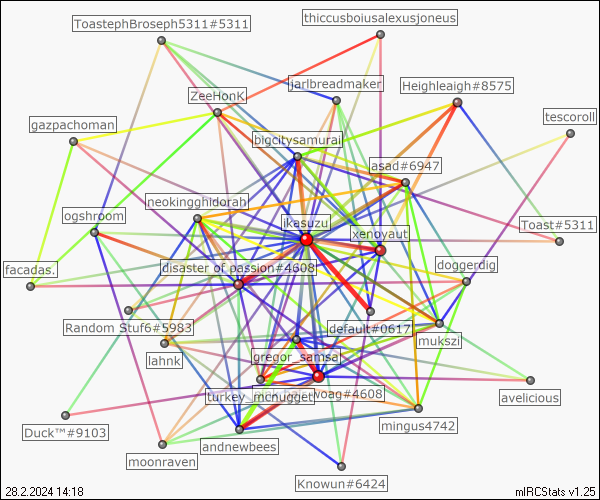 ToastephBroseph5311#5311
thiccusboiusalexusjoneus
jarlbreadmaker
Heighleaigh#8575
ZeeHonK
tescoroll
gazpachoman
bigcitysamurai
asad#6947
neokingghidorah
ogshroom
ikasuzu
xenoyaut
Toast#5311
disaster of passion#4608
doggerdig
facadas.
Random Stuf6#5983
default#0617
mukszi
lahnk
gregor_samsa
turkey_mcnugget
woag#4608
avelicious
mingus4742
Duck™#9103
andnewbees
moonraven
Knowun#6424
28.2.2024 14:18
mIRCStats v1.25